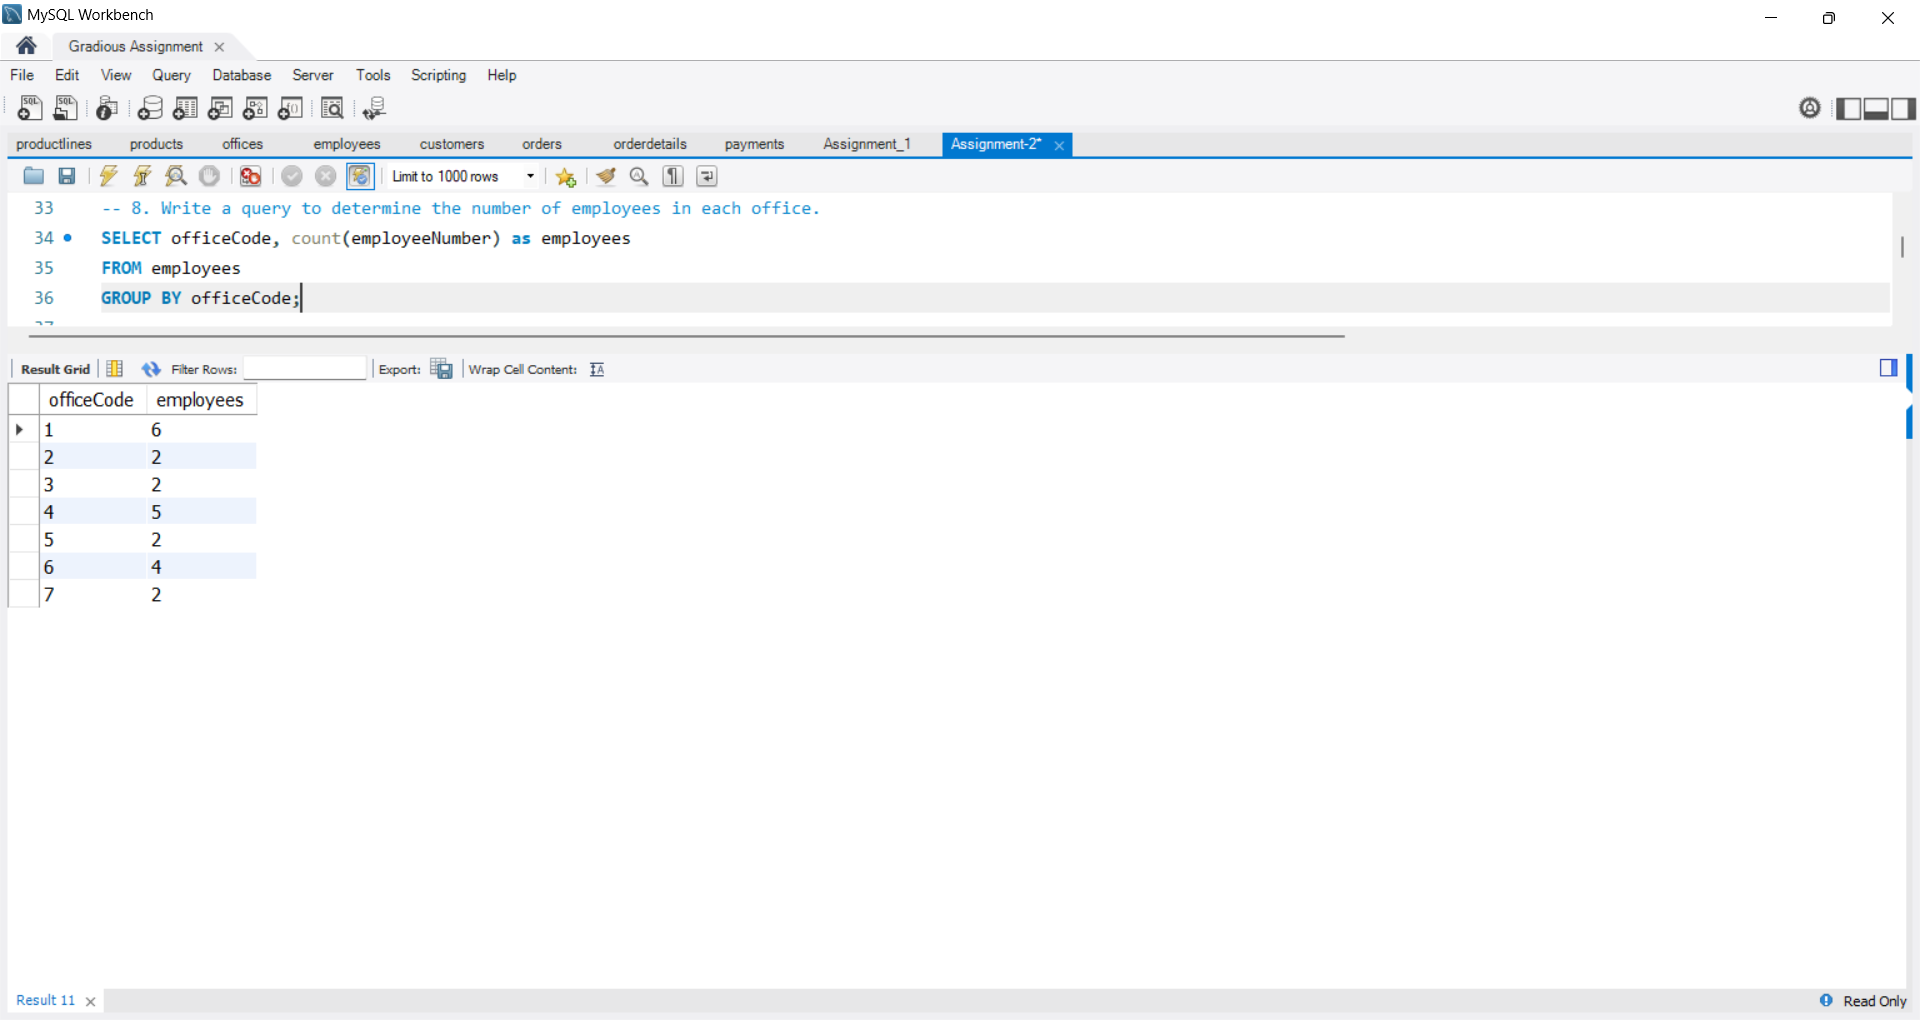 MySQL Workbench
Gradious Assignment
File Edit View Query Database Server Tools Scripting Help
productlines products offices employees customers orders orderdetails payments Assignment_1 Assignment-2*
Limit to 1000 rows
33 -- 8. Write a query to determine the number of employees in each office.
34 SELECT officeCode, count(employeeNumber) as employees
35 FROM employees
36 GROUP BY officeCode;
Result Grid Filter Rows: Export: Wrap Cell Content:
officeCode employees
1 6
2 2
3 2
4 5
5 2
6 4
7 2
Result 11 Read Only